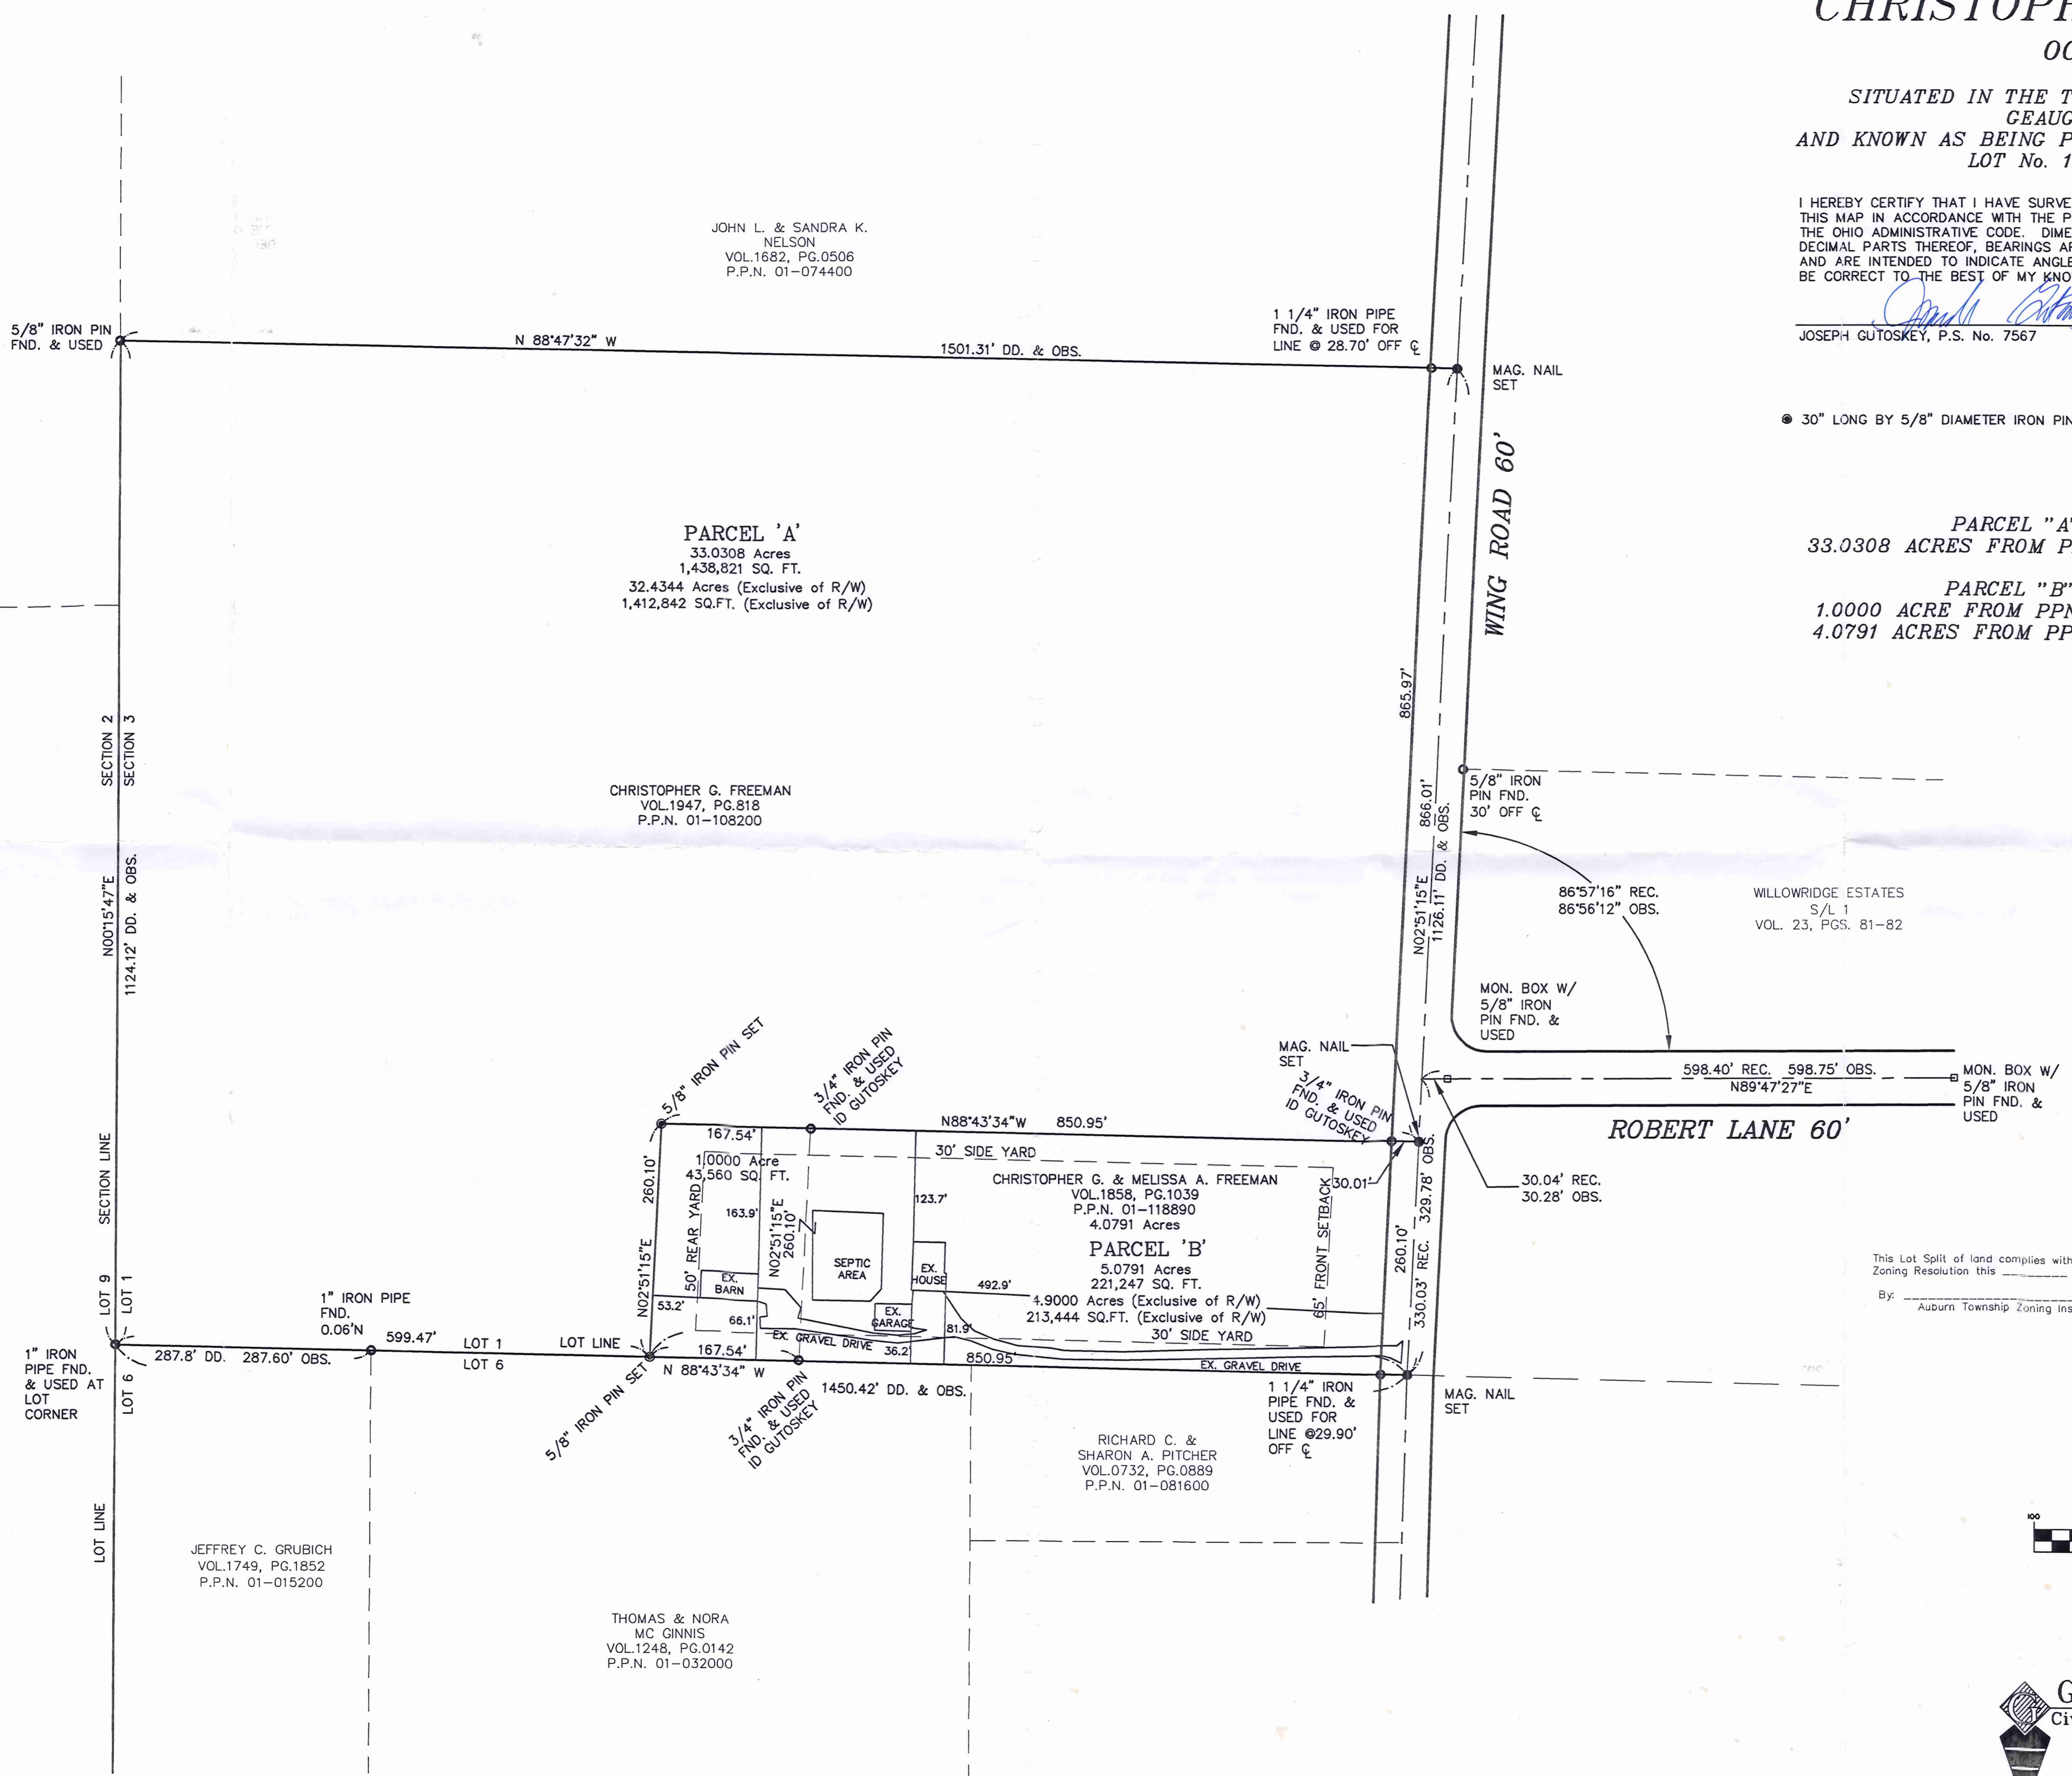 CHRISTOPH
OC
SITUATED IN THE T
GEAUG
AND KNOWN AS BEING P
LOT No. 1
I HEREBY CERTIFY THAT I HAVE SURVE
THIS MAP IN ACCORDANCE WITH THE P
THE OHIO ADMINISTRATIVE CODE. DIME
DECIMAL PARTS THEREOF, BEARINGS AR
AND ARE INTENDED TO INDICATE ANGLE
BE CORRECT TO THE BEST OF MY KNO
JOSEPH GUTOSKEY, P.S. No. 7567
30" LONG BY 5/8" DIAMETER IRON PIN
PARCEL "A"
33.0308 ACRES FROM P
PARCEL "B"
1.0000 ACRE FROM PPN
4.0791 ACRES FROM PP
JOHN L. & SANDRA K.
NELSON
VOL.1682, PG.0506
P.P.N. 01-074400
5/8" IRON PIN
FND. & USED
N 88°47'32" W
1501.31' DD. & OBS.
1 1/4" IRON PIPE
FND. & USED FOR
LINE @ 28.70' OFF ℄
MAG. NAIL
SET
WING ROAD 60'
PARCEL 'A'
33.0308 Acres
1,438,821 SQ. FT.
32.4344 Acres (Exclusive of R/W)
1,412,842 SQ.FT. (Exclusive of R/W)
865.97'
SECTION 2
SECTION 3
CHRISTOPHER G. FREEMAN
VOL.1947, PG.818
P.P.N. 01-108200
5/8" IRON
PIN FND.
30' OFF ℄
866.01'
N02°51'15"E
1126.11' DD. & OBS.
N00°15'47"E
1124.12' DD. & OBS.
86°57'16" REC.
86°56'12" OBS.
WILLOWRIDGE ESTATES
S/L 1
VOL. 23, PGS. 81-82
MON. BOX W/
5/8" IRON
PIN FND. &
USED
MAG. NAIL
SET
3/4" IRON PIN
FND. & USED
ID GUTOSKEY
598.40' REC. 598.75' OBS.
N89°47'27"E
MON. BOX W/
5/8" IRON
PIN FND. &
USED
ROBERT LANE 60'
30.04' REC.
30.28' OBS.
5/8" IRON PIN SET
3/4" IRON PIN
FND. & USED
ID GUTOSKEY
167.54'
N88°43'34"W
850.95'
30' SIDE YARD
1.0000 Acre
43,560 SQ. FT.
260.10'
N02°51'15"E
50' REAR YARD
163.9'
N02°51'15"E
260.10'
Z
123.7'
SEPTIC
AREA
CHRISTOPHER G. & MELISSA A. FREEMAN
VOL.1858, PG.1039
P.P.N. 01-118890
4.0791 Acres
PARCEL 'B'
5.0791 Acres
221,247 SQ. FT.
4.9000 Acres (Exclusive of R/W)
213,444 SQ.FT. (Exclusive of R/W)
65' FRONT SETBACK
30.01'
260.10'
330.03' REC. 329.78' OBS.
EX.
BARN
EX.
HOUSE
492.9'
53.2'
66.1'
EX.
GARAGE
81.9'
EX. GRAVEL DRIVE
36.2'
30' SIDE YARD
EX. GRAVEL DRIVE
SECTION LINE
LOT 9
LOT 1
1" IRON PIPE
FND.
0.06'N
599.47'
LOT 1
LOT LINE
LOT 6
287.8' DD. 287.60' OBS.
1" IRON
PIPE FND.
& USED AT
LOT
CORNER
LOT 6
167.54'
N 88°43'34" W
850.95'
1450.42' DD. & OBS.
5/8" IRON PIN SET
3/4" IRON PIN
FND. & USED
ID GUTOSKEY
1 1/4" IRON
PIPE FND. &
USED FOR
LINE @29.90'
OFF ℄
MAG. NAIL
SET
RICHARD C. &
SHARON A. PITCHER
VOL.0732, PG.0889
P.P.N. 01-081600
LOT LINE
JEFFREY C. GRUBICH
VOL.1749, PG.1852
P.P.N. 01-015200
THOMAS & NORA
MC GINNIS
VOL.1248, PG.0142
P.P.N. 01-032000
This Lot Split of land complies with
Zoning Resolution this
By:
Auburn Township Zoning Ins
100
G
Civ